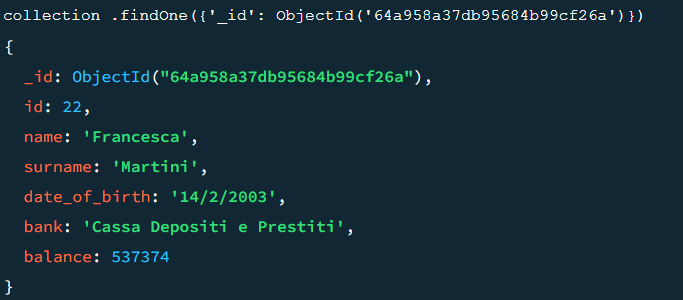 collection .findOne({'_id': ObjectId('64a958a37db95684b99cf26a')})
{
_id: ObjectId("64a958a37db95684b99cf26a"),
id: 22,
name: 'Francesca',
surname: 'Martini',
date_of_birth: '14/2/2003',
bank: 'Cassa Depositi e Prestiti',
balance: 537374
}